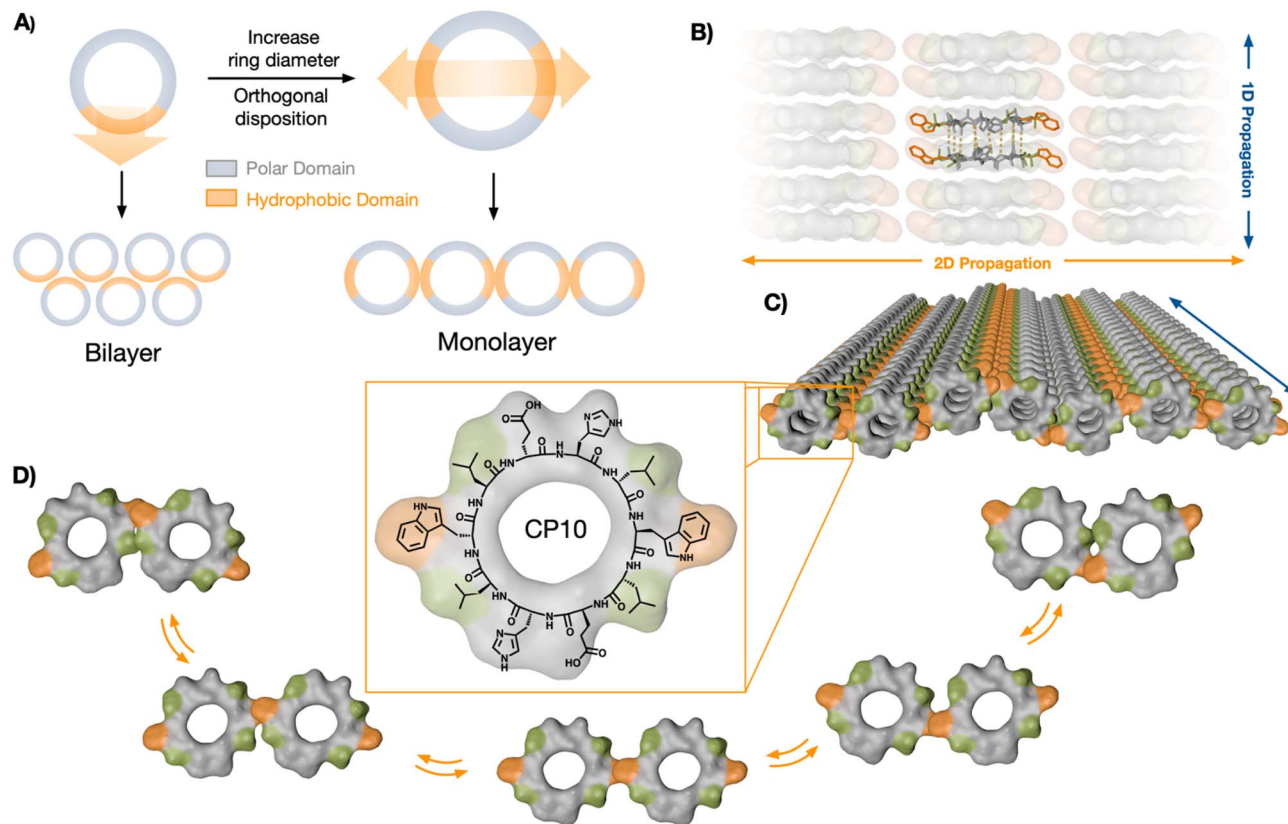 A)
Increase
ring diameter
Orthogonal
disposition
Polar Domain
Hydrophobic Domain
Bilayer
Monolayer
B)
1D Propagation
2D Propagation
C)
D)
CP10
OH
O
N
NH
O
HN
O
H
N
O
NH
O
HN
NH
O
HN
O
NH
O
HN
O
NH
O
NH
O
HN
O
N
H
O
N
N
H
HO
O